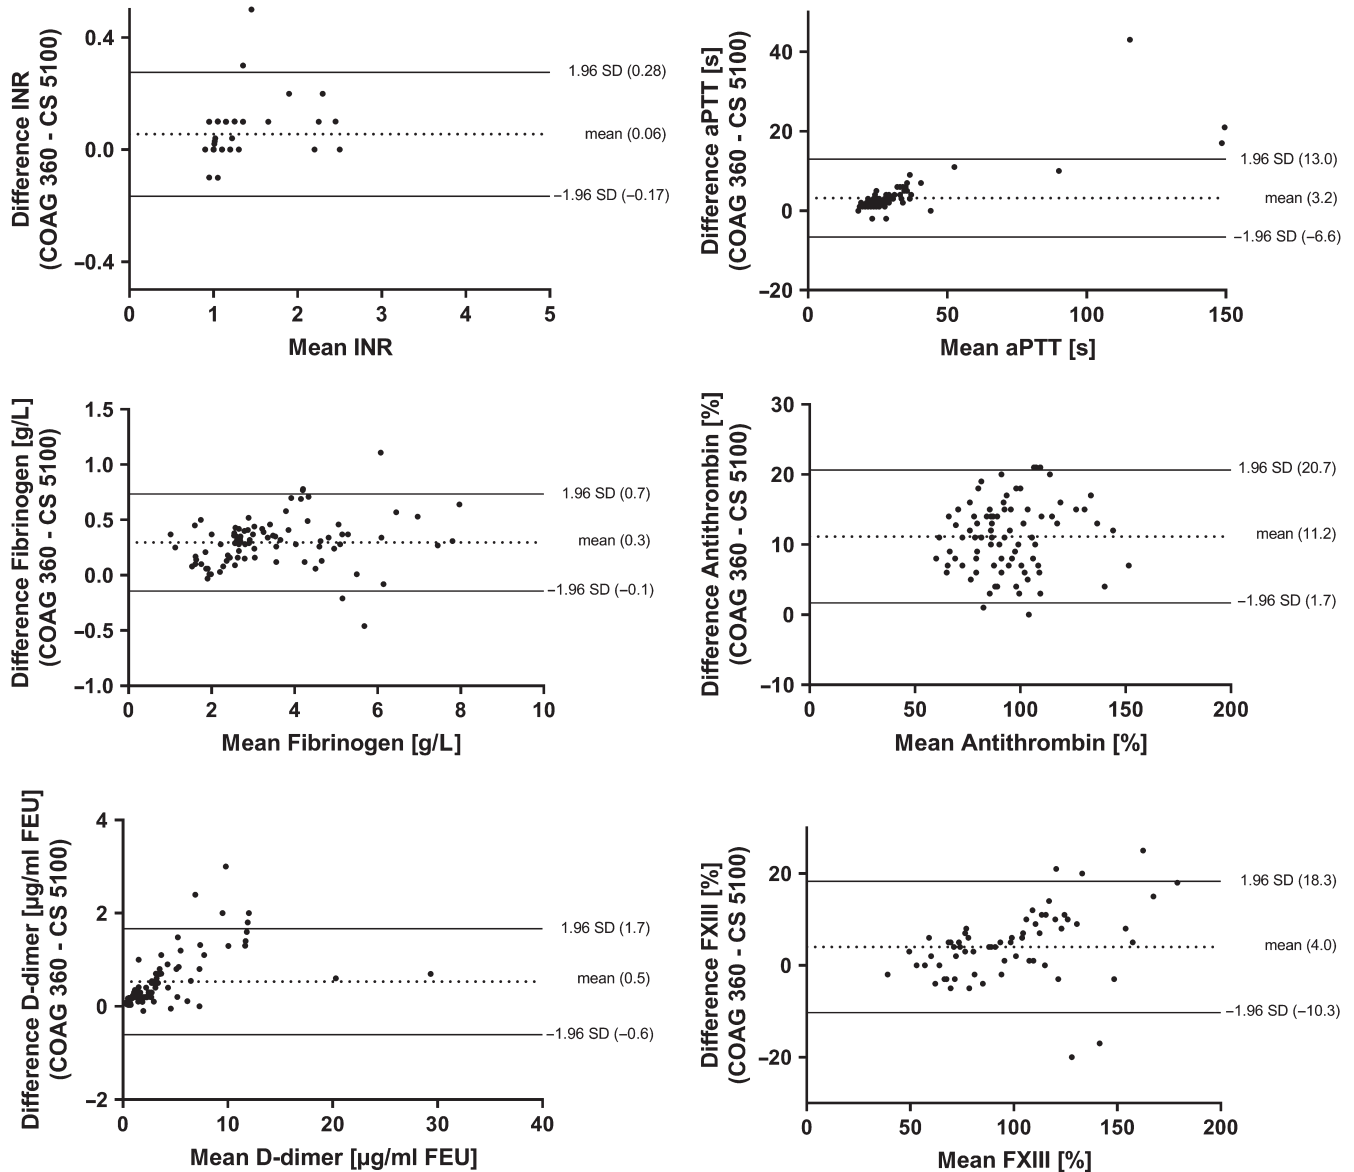 Difference INR
(COAG 360 - CS 5100)
0.4
0.0
−0.4
0
1
2
3
4
5
Mean INR
1.96 SD (0.28)
mean (0.06)
−1.96 SD (−0.17)
Difference aPTT [s]
(COAG 360 - CS 5100)
40
20
0
−20
0
50
100
150
Mean aPTT [s]
1.96 SD (13.0)
mean (3.2)
−1.96 SD (−6.6)
Difference Fibrinogen [g/L]
(COAG 360 - CS 5100)
1.5
1.0
0.5
0.0
−0.5
−1.0
0
2
4
6
8
10
Mean Fibrinogen [g/L]
1.96 SD (0.7)
mean (0.3)
−1.96 SD (−0.1)
Difference Antithrombin [%]
(COAG 360 - CS 5100)
30
20
10
0
−10
0
50
100
150
200
Mean Antithrombin [%]
1.96 SD (20.7)
mean (11.2)
−1.96 SD (1.7)
Difference D-dimer [µg/ml FEU]
(COAG 360 - CS 5100)
4
2
0
−2
0
10
20
30
40
Mean D-dimer [µg/ml FEU]
1.96 SD (1.7)
mean (0.5)
−1.96 SD (−0.6)
Difference FXIII [%]
(COAG 360 - CS 5100)
20
0
−20
0
50
100
150
200
Mean FXIII [%]
1.96 SD (18.3)
mean (4.0)
−1.96 SD (−10.3)